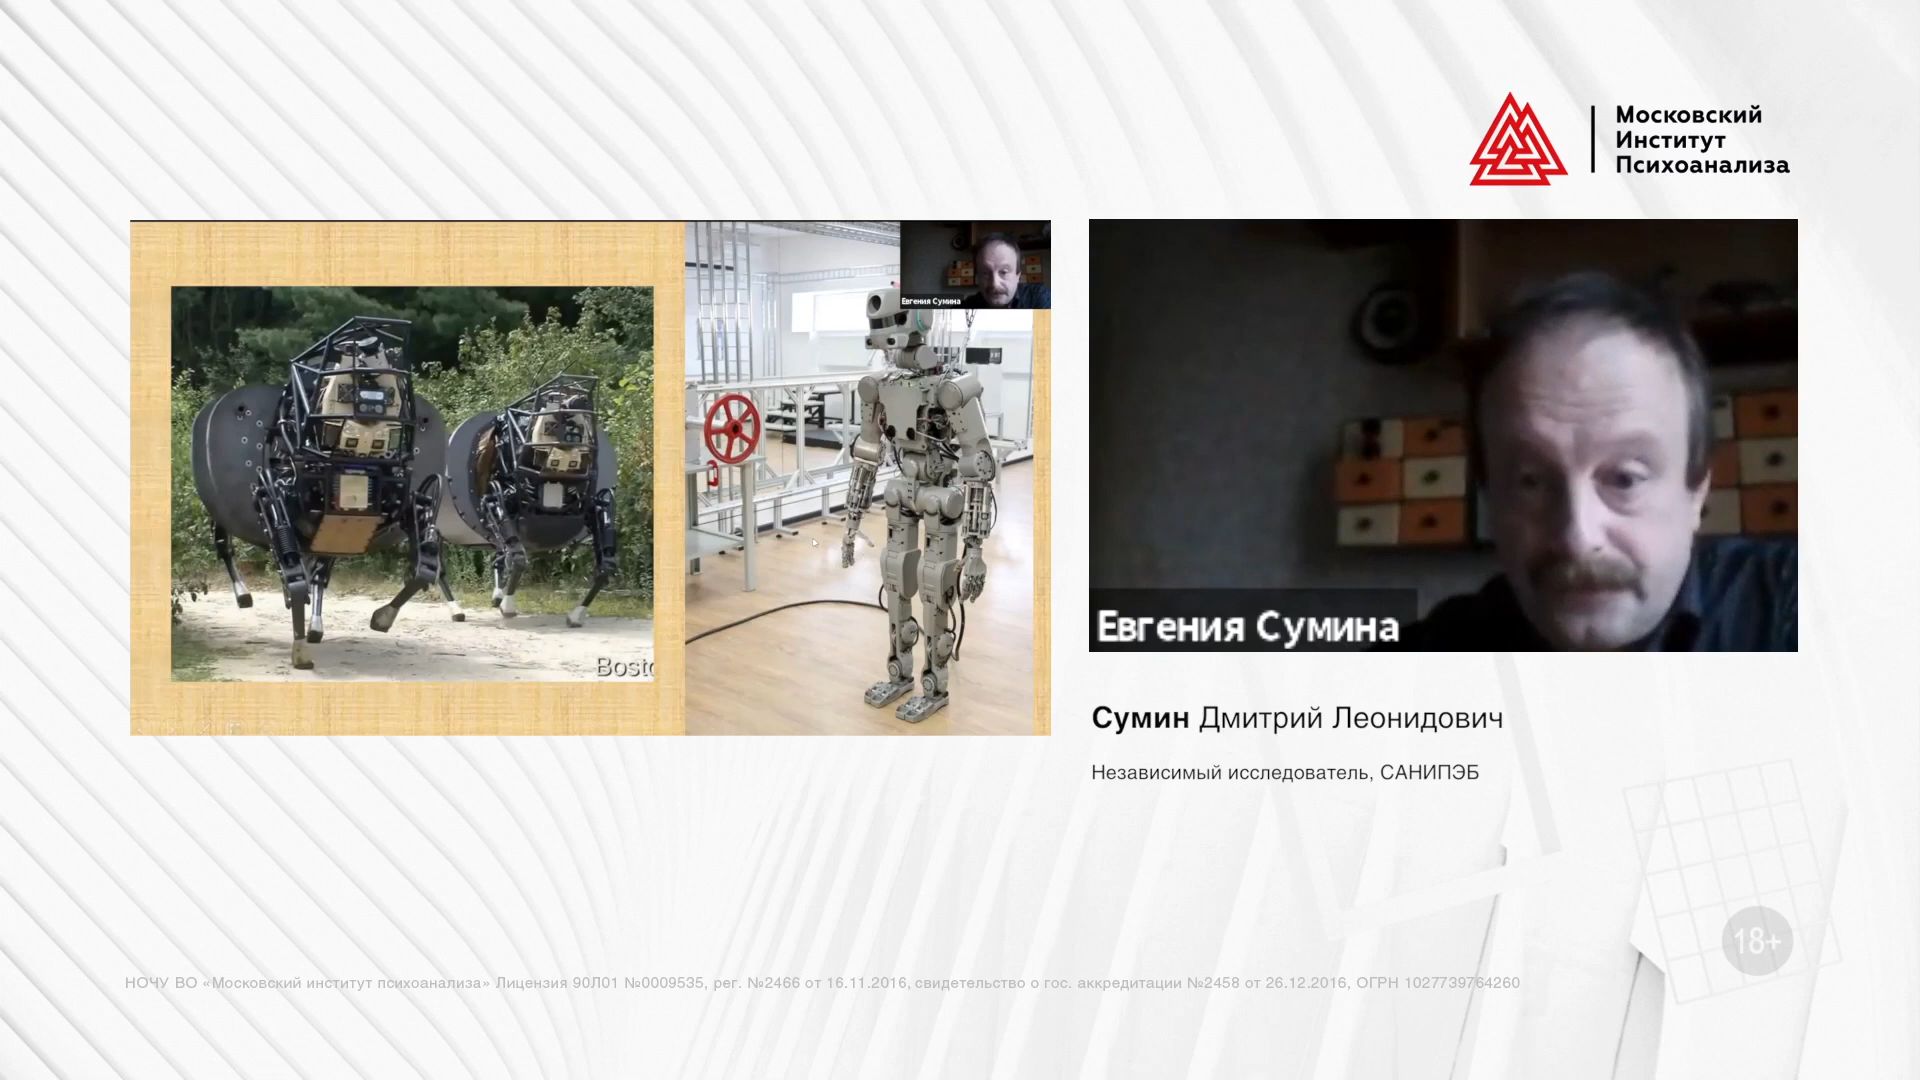 Московский
Институт
Психоанализа
Евгения Сумина
Bosto
Евгения Сумина
Сумин Дмитрий Леонидович
Независимый исследователь, САНИПЭБ
18+
НОЧУ ВО «Московский институт психоанализа» Лицензия 90Л01 №0009535, рег. №2466 от 16.11.2016, свидетельство о гос. аккредитации №2458 от 26.12.2016, ОГРН 1027739764260